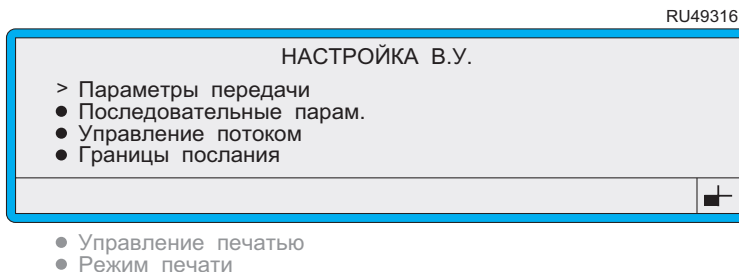 RU49316
НАСТРОЙКА В.У.
> Параметры передачи
● Последовательные парам.
● Управление потоком
● Границы послания
● Управление печатью
● Режим печати